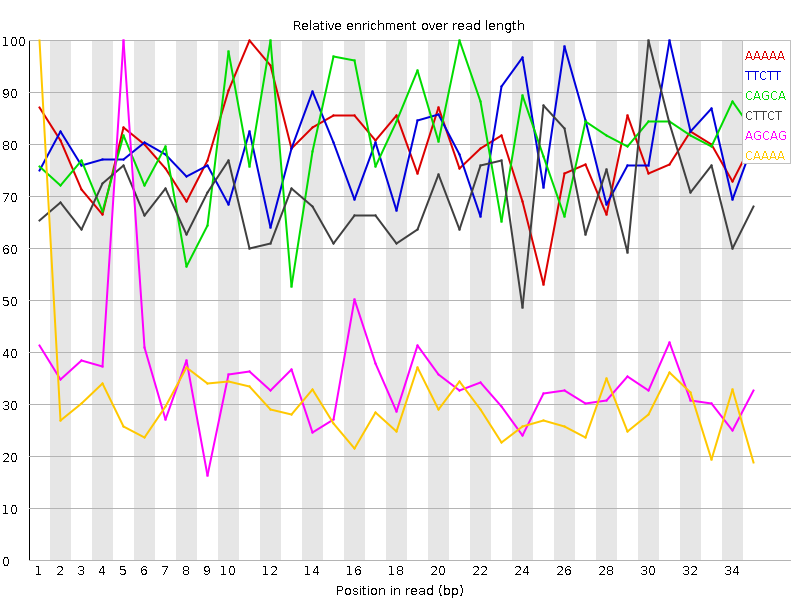 Relative enrichment over read length
100
90
80
70
60
50
40
30
20
10
0
AAAAA
TTCTT
CAGCA
CTTCT
AGCAG
CAAAA
1 2 3 4 5 6 7 8 9 10 12 14 16 18 20 22 24 26 28 30 32 34
Position in read (bp)